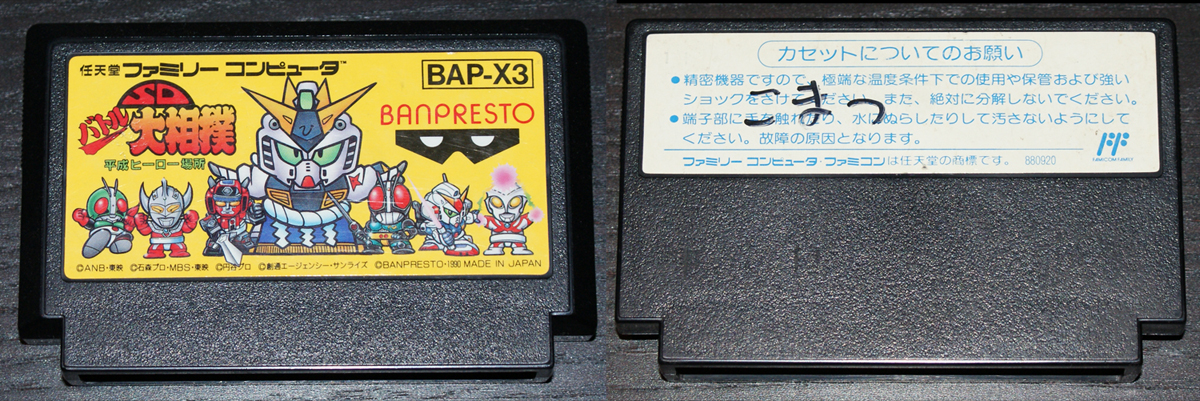 任天堂 ファミリー コンピュータ™
BAP-X3
SD
バトル大相撲
平成ヒーロー場所
BANPRESTO
©ANB・東映 ©石森プロ・MBS・東映 ©円谷プロ ©創通エージェンシー・サンライズ ©BANPRESTO・1990 MADE IN JAPAN
カセットについてのお願い
●精密機器ですので、極端な温度条件下での使用や保管および強い
ショックをさけてください。また、絶対に分解しないでください。
こまつ
●端子部に手を触れたり、水にぬらしたりして汚さないようにして
ください。故障の原因となります。
FF
FAMICOM FAMILY
ファミリー コンピュータ・ファミコンは任天堂の商標です。 880920